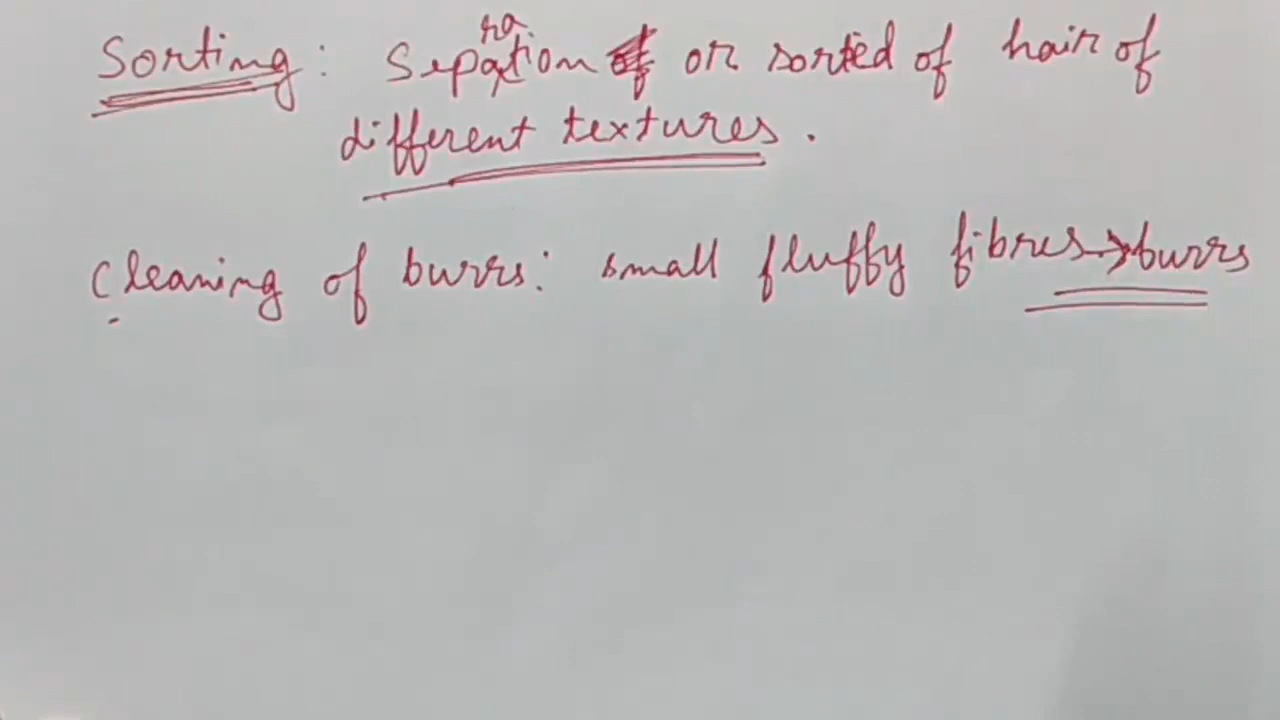 Sorting: Separation or sorted of hair of
different textures.
Cleaning of burrs: small fluffy fibres → burrs